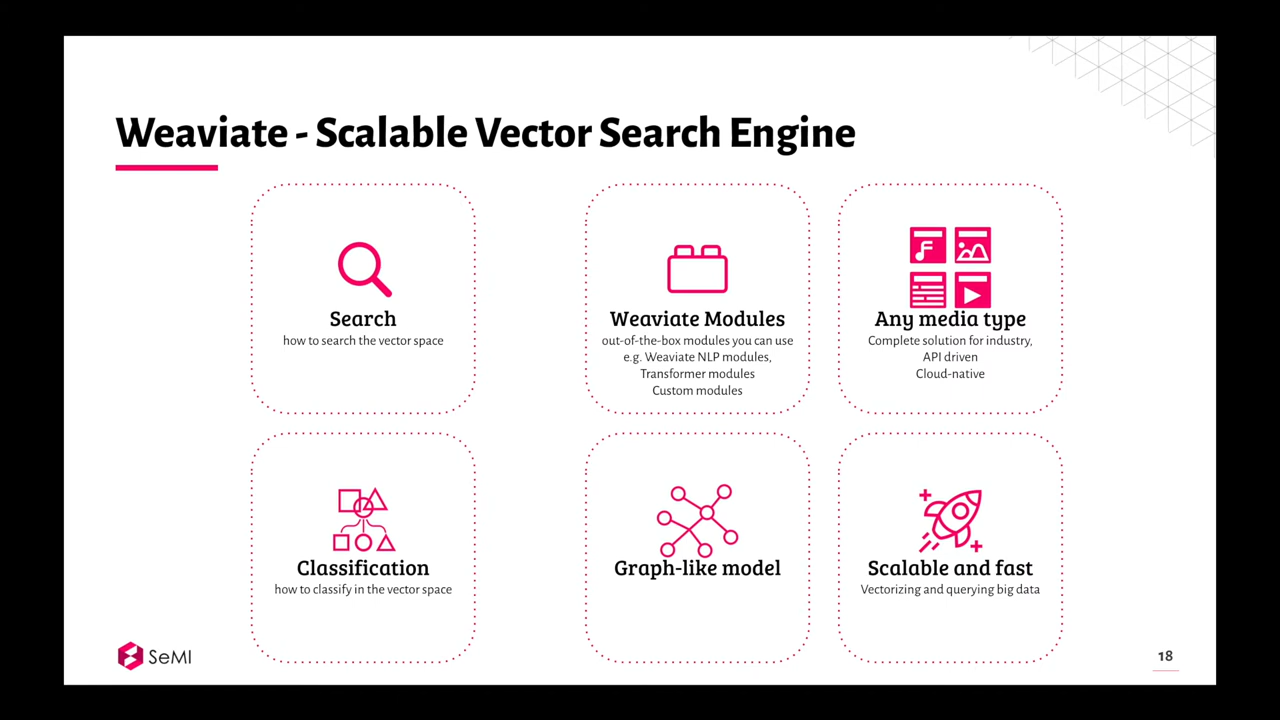 Weaviate - Scalable Vector Search Engine
Search
how to search the vector space
Weaviate Modules
out-of-the-box modules you can use
e.g. Weaviate NLP modules,
Transformer modules
Custom modules
Any media type
Complete solution for industry,
API driven
Cloud-native
Classification
how to classify in the vector space
Graph-like model
Scalable and fast
Vectorizing and querying big data
SeMI
18